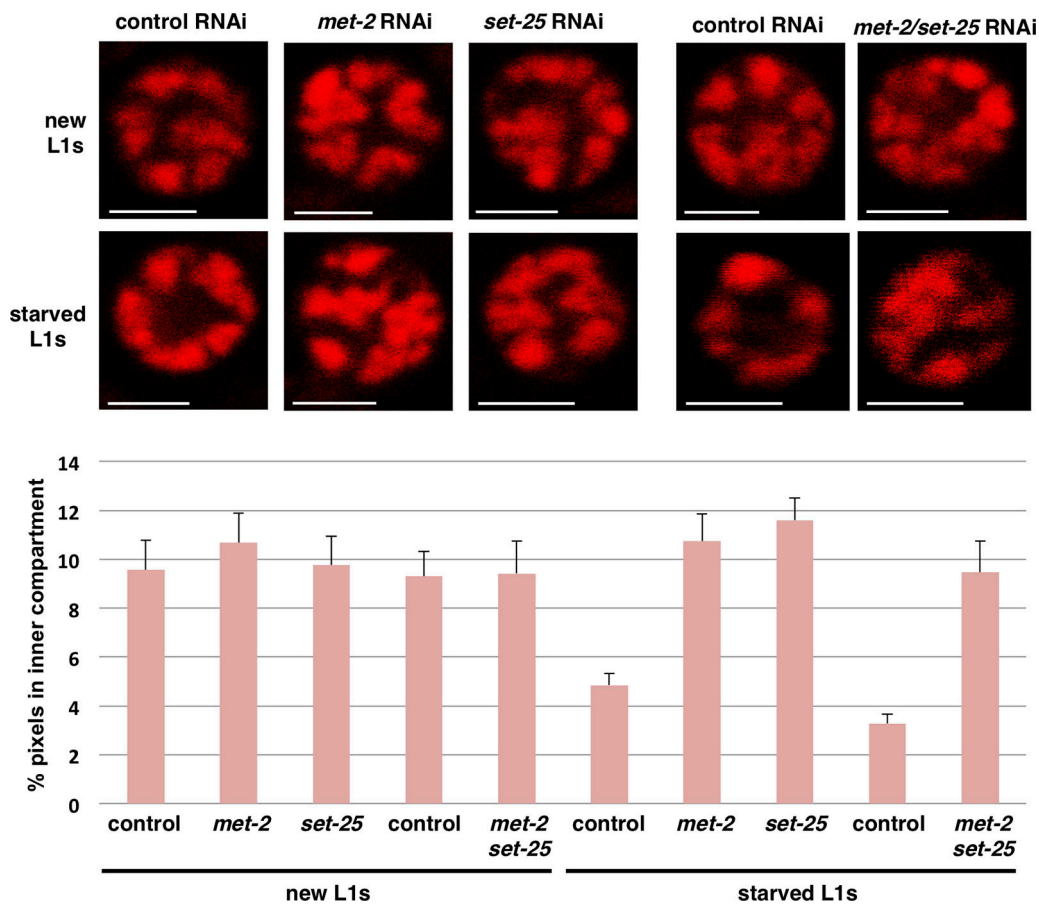 control RNAi met-2 RNAi set-25 RNAi control RNAi met-2/set-25 RNAi
new
L1s
starved
L1s
% pixels in inner compartment
14
12
10
8
6
4
2
0
control met-2 set-25 control met-2 control met-2 set-25 control met-2
set-25 set-25
new L1s starved L1s